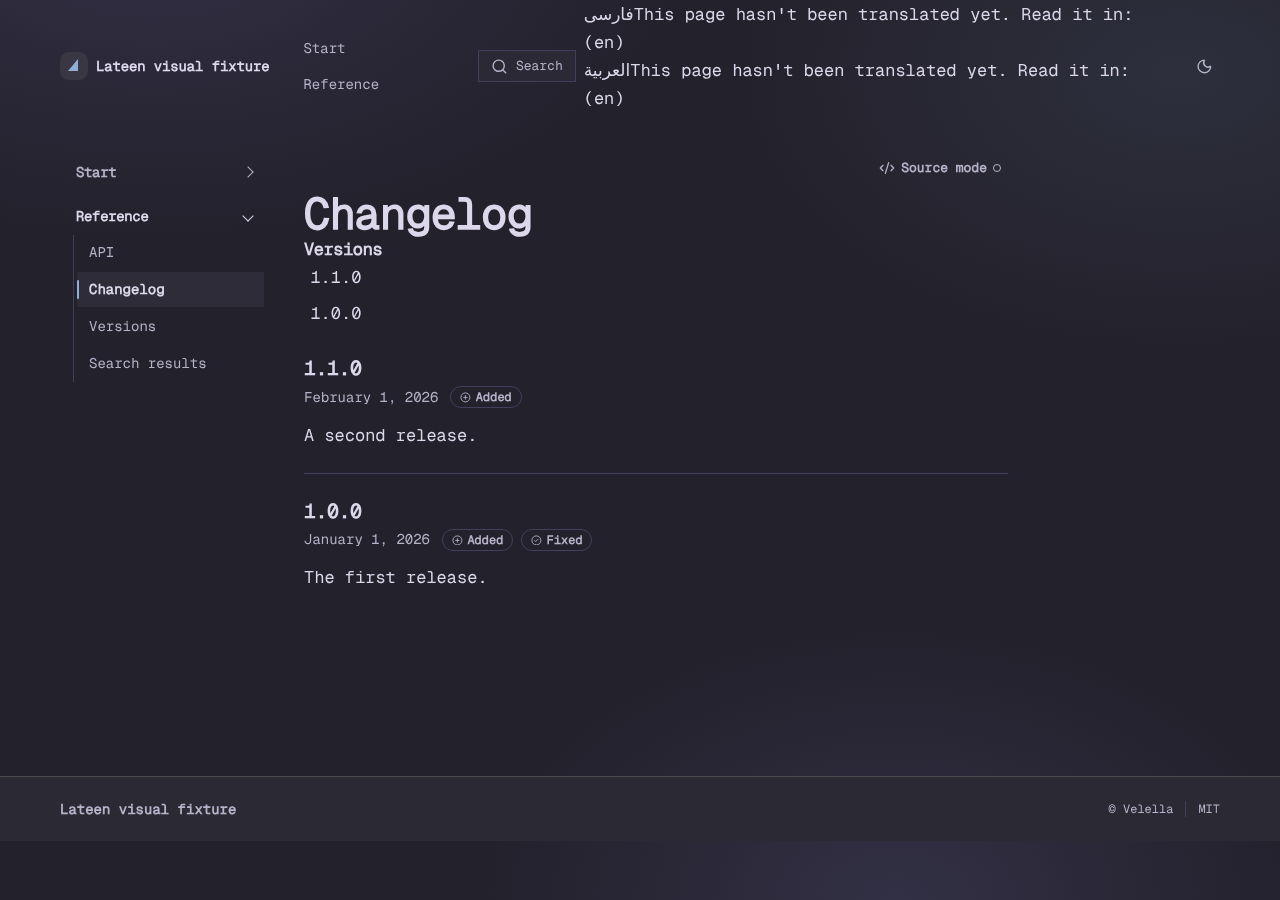 Lateen visual fixture
Start
Reference
Search
فارسیThis page hasn't been translated yet. Read it in:
(en)
العربيةThis page hasn't been translated yet. Read it in:
(en)
Start
Reference
API
Changelog
Versions
Search results
Source mode
Changelog
Versions
1.1.0
1.0.0
1.1.0
February 1, 2026 Added
A second release.
1.0.0
January 1, 2026 Added Fixed
The first release.
Lateen visual fixture
© Velella MIT